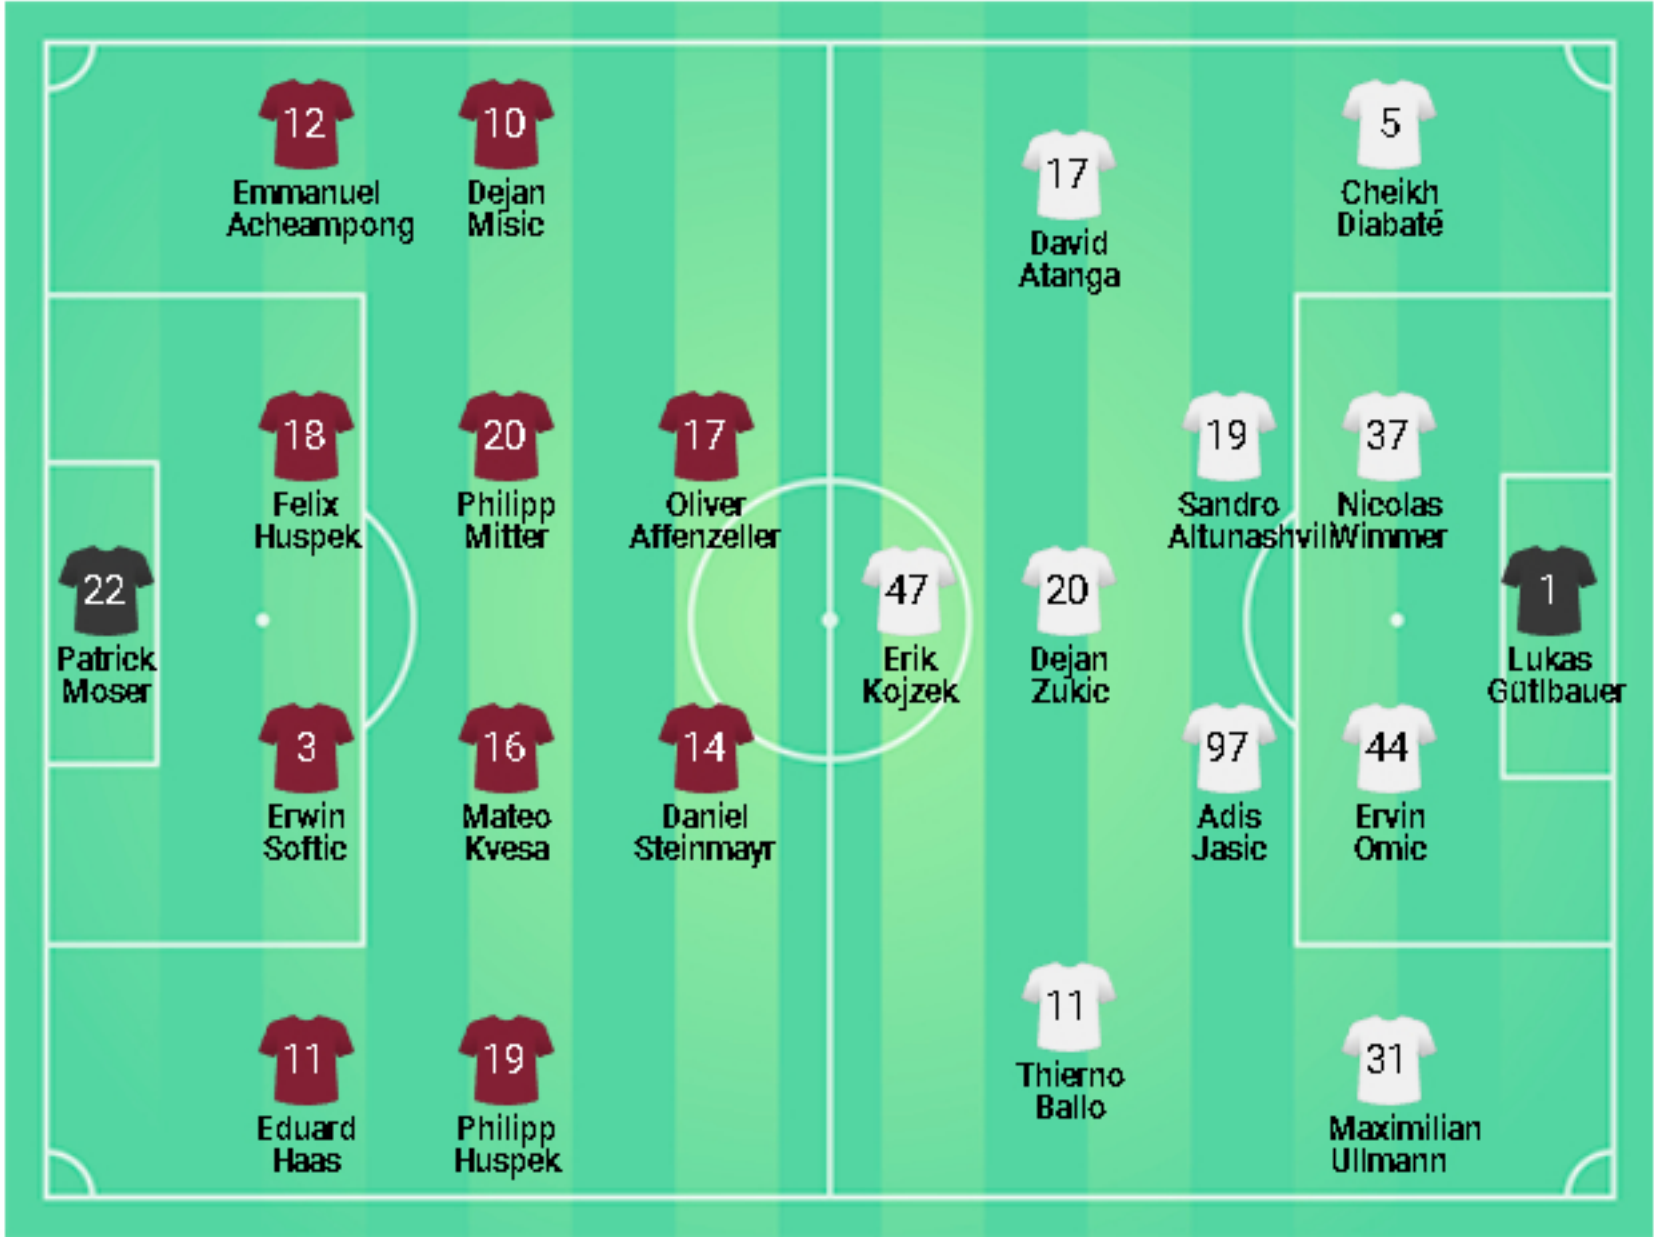 12
Emmanuel
Acheampong
10
Dejan
Misic
17
David
Atanga
5
Cheikh
Diabaté
18
Felix
Huspek
20
Philipp
Mitter
17
Oliver
Affenzeller
19
Sandro
Altunashvili
37
Nicolas
Wimmer
22
Patrick
Moser
47
Erik
Kojzek
20
Dejan
Zukic
1
Lukas
Gütlbauer
3
Erwin
Softic
16
Mateo
Kvesa
14
Daniel
Steinmayr
97
Adis
Jasic
44
Ervin
Omic
11
Eduard
Haas
19
Philipp
Huspek
11
Thierno
Ballo
31
Maximilian
Ullmann